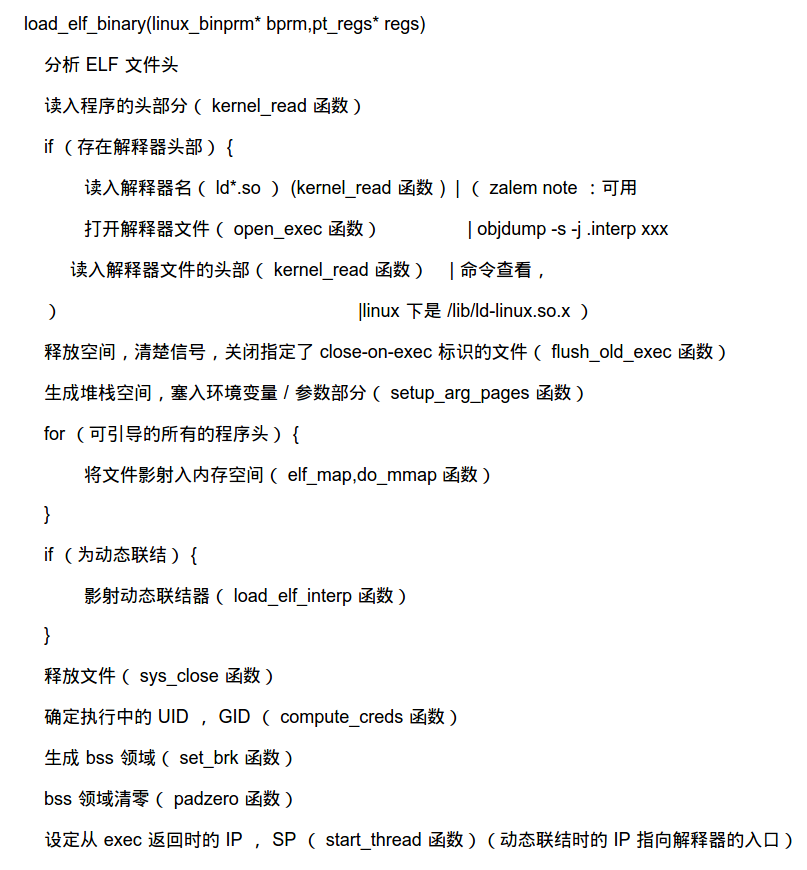 load_elf_binary(linux_binprm* bprm,pt_regs* regs)
分析 ELF 文件头
读入程序的头部分（ kernel_read 函数）
if （存在解释器头部） {
读入解释器名（ ld*.so ） (kernel_read 函数 ) | （ zalem note ：可用
打开解释器文件（ open_exec 函数） | objdump -s -j .interp xxx
读入解释器文件的头部（ kernel_read 函数） | 命令查看，
） |linux 下是 /lib/ld-linux.so.x ）
释放空间，清楚信号，关闭指定了 close-on-exec 标识的文件（ flush_old_exec 函数）
生成堆栈空间，塞入环境变量 / 参数部分（ setup_arg_pages 函数）
for （可引导的所有的程序头） {
将文件影射入内存空间（ elf_map,do_mmap 函数）
}
if （为动态联结） {
影射动态联结器（ load_elf_interp 函数）
}
释放文件（ sys_close 函数）
确定执行中的 UID ， GID （ compute_creds 函数）
生成 bss 领域（ set_brk 函数）
bss 领域清零（ padzero 函数）
设定从 exec 返回时的 IP ， SP （ start_thread 函数）（动态联结时的 IP 指向解释器的入口）